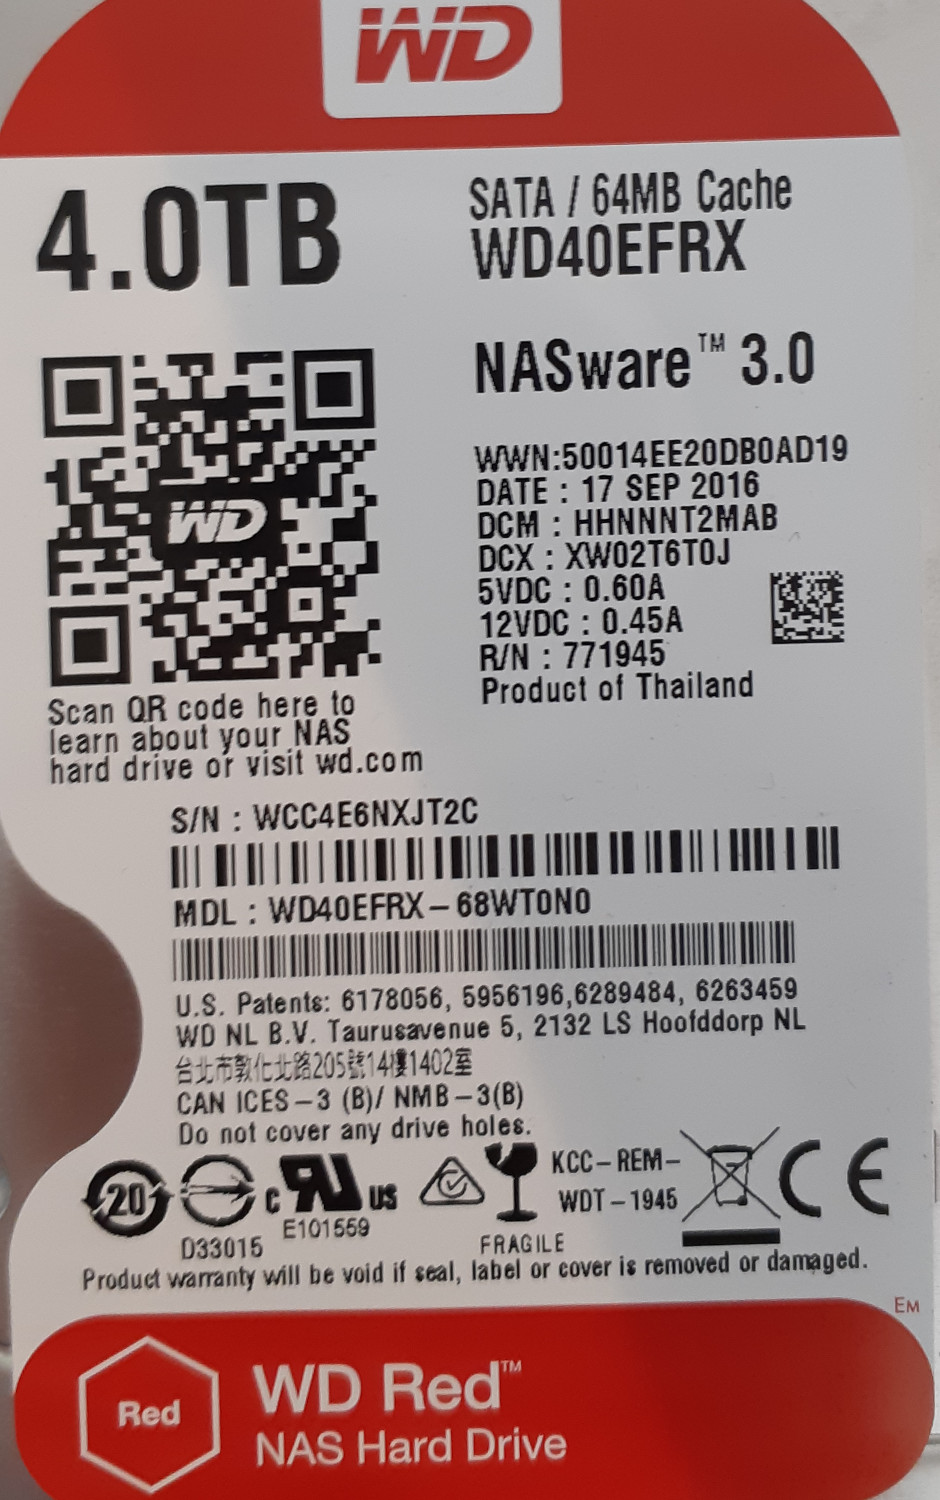 WD
4.0TB
SATA / 64MB Cache
WD40EFRX
NASware™ 3.0
WWN:50014EE20DB0AD19
DATE : 17 SEP 2016
DCM : HHNNNT2MAB
DCX : XW02T6T0J
5VDC : 0.60A
12VDC : 0.45A
R/N : 771945
Product of Thailand
WD
Scan QR code here to
learn about your NAS
hard drive or visit wd.com
S/N : WCC4E6NXJT2C
MDL : WD40EFRX-68WT0N0
U.S. Patents: 6178056, 5956196,6289484, 6263459
WD NL B.V. Taurusavenue 5, 2132 LS Hoofddorp NL
台北市敦化北路205號14樓1402室
CAN ICES-3 (B)/ NMB-3(B)
Do not cover any drive holes.
20
D33015
c RU US
E101559
FRAGILE
KCC-REM-
WDT-1945
CE
Product warranty will be void if seal, label or cover is removed or damaged.
EM
Red
WD Red™
NAS Hard Drive